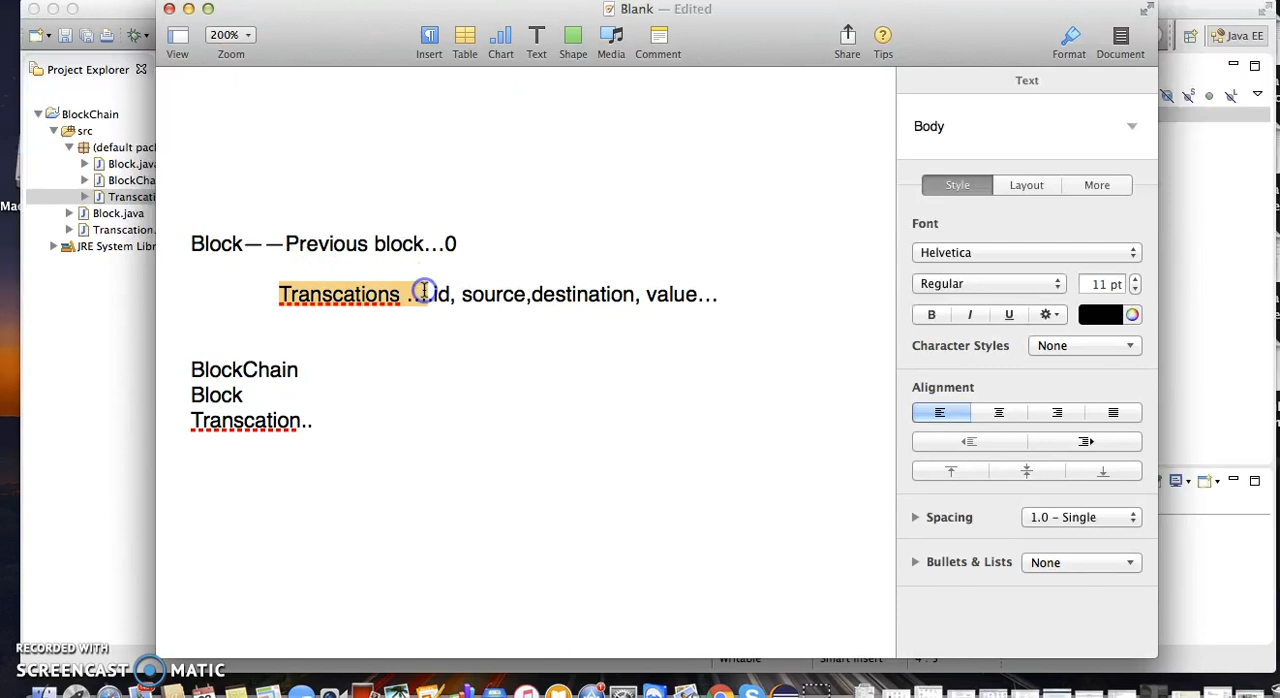 Blank — Edited
View
200%
Zoom
Insert
Table
Chart
Text
Shape
Media
Comment
Share
Tips
Format
Document
Java EE
Project Explorer
BlockChain
src
(default pac
Block.java
BlockCha
Transcati
Block.java
Transcation.
JRE System Libr
Block——Previous block…0
Transcations ….id, source,destination, value…
BlockChain
Block
Transcation..
Text
Body
Style
Layout
More
Font
Helvetica
Regular
11 pt
B
I
U
Character Styles
None
Alignment
Spacing
1.0 – Single
Bullets & Lists
None
RECORDED WITH
SCREENCAST MATIC